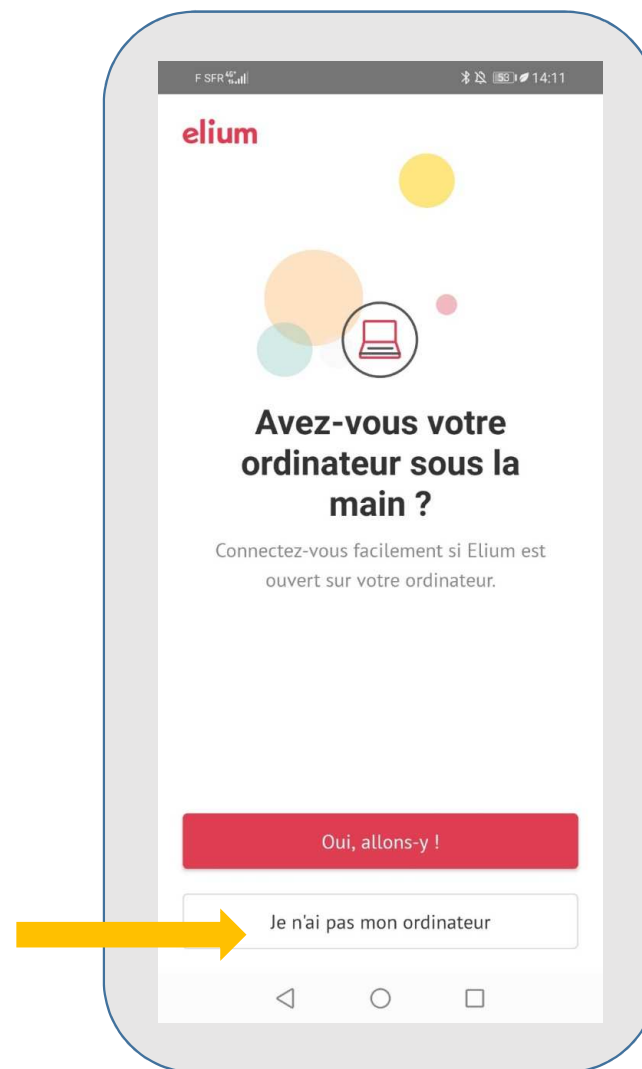 F SFR 53 14:11
elium
Avez-vous votre
ordinateur sous la
main ?
Connectez-vous facilement si Elium est
ouvert sur votre ordinateur.
Oui, allons-y !
Je n'ai pas mon ordinateur